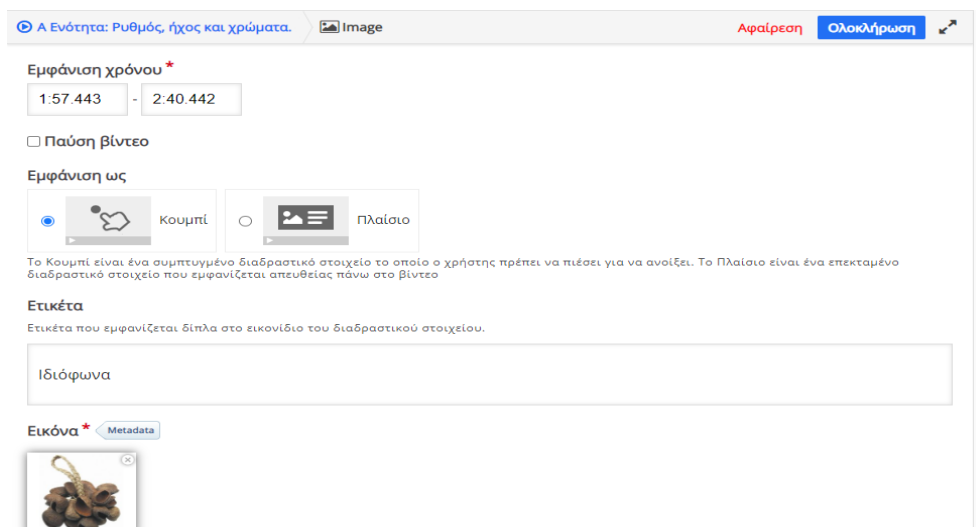 Α Ενότητα: Ρυθμός, ήχος και χρώματα. Image Αφαίρεση Ολοκλήρωση
Εμφάνιση χρόνου *
1:57.443 - 2:40.442
Παύση βίντεο
Εμφάνιση ως
Κουμπί Πλαίσιο
Το Κουμπί είναι ένα συμπτυγμένο διαδραστικό στοιχείο το οποίο ο χρήστης πρέπει να πιέσει για να ανοίξει. Το Πλαίσιο είναι ένα επεκταμένο
διαδραστικό στοιχείο που εμφανίζεται απευθείας πάνω στο βίντεο
Ετικέτα
Ετικέτα που εμφανίζεται δίπλα στο εικονίδιο του διαδραστικού στοιχείου.
Ιδιόφωνα
Εικόνα * Metadata